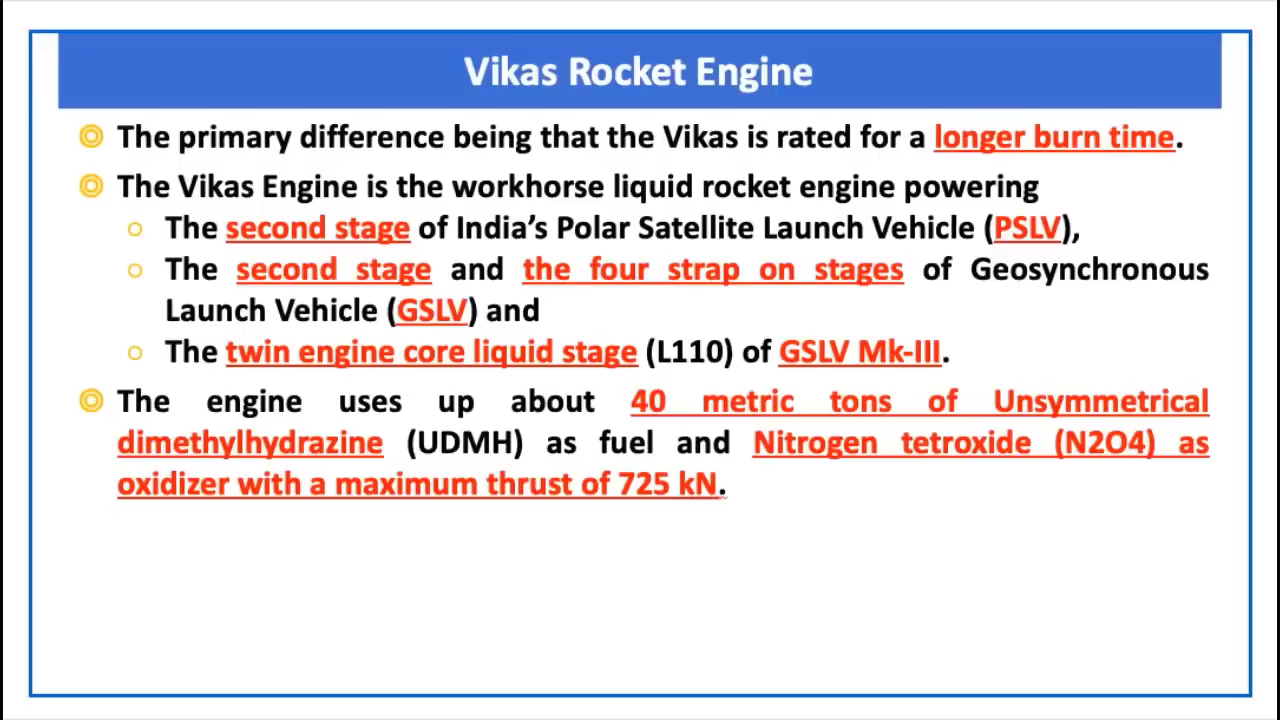 Vikas Rocket Engine
The primary difference being that the Vikas is rated for a longer burn time.
The Vikas Engine is the workhorse liquid rocket engine powering
The second stage of India’s Polar Satellite Launch Vehicle (PSLV),
The second stage and the four strap on stages of Geosynchronous
Launch Vehicle (GSLV) and
The twin engine core liquid stage (L110) of GSLV Mk-III.
The engine uses up about 40 metric tons of Unsymmetrical
dimethylhydrazine (UDMH) as fuel and Nitrogen tetroxide (N2O4) as
oxidizer with a maximum thrust of 725 kN.